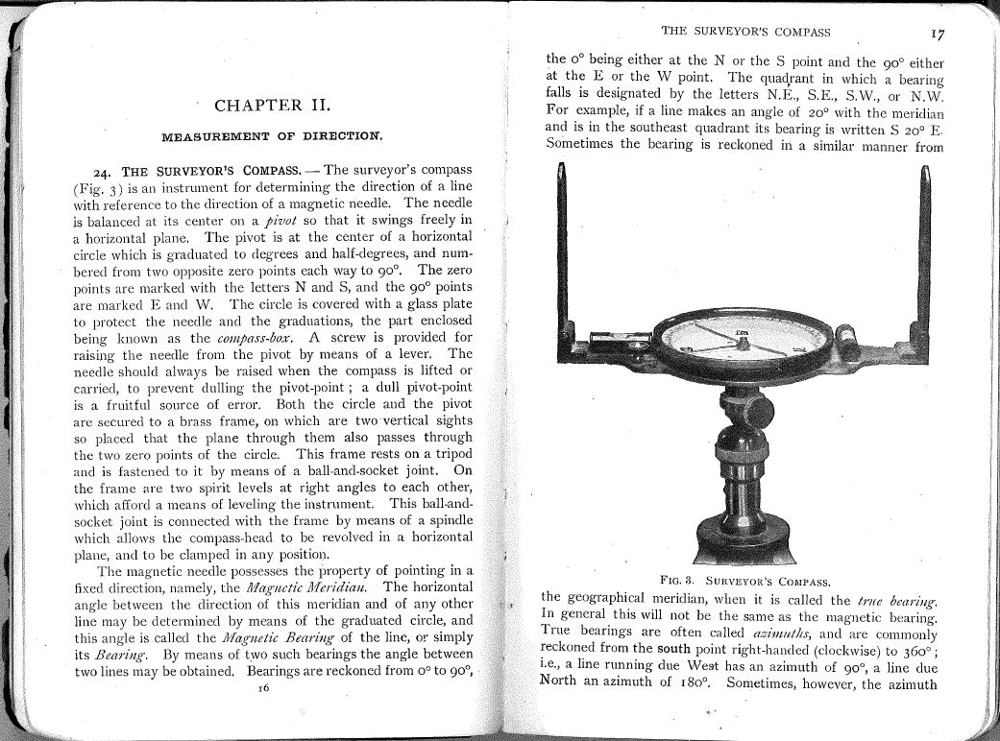 CHAPTER II.
MEASUREMENT OF DIRECTION.
24. THE SURVEYOR'S COMPASS. — The surveyor's compass
(Fig. 3) is an instrument for determining the direction of a line
with reference to the direction of a magnetic needle. The needle
is balanced at its center on a pivot so that it swings freely in
a horizontal plane. The pivot is at the center of a horizontal
circle which is graduated to degrees and half-degrees, and num-
bered from two opposite zero points each way to 90°. The zero
points are marked with the letters N and S, and the 90° points
are marked E and W. The circle is covered with a glass plate
to protect the needle and the graduations, the part enclosed
being known as the compass-box. A screw is provided for
raising the needle from the pivot by means of a lever. The
needle should always be raised when the compass is lifted or
carried, to prevent dulling the pivot-point ; a dull pivot-point
is a fruitful source of error. Both the circle and the pivot
are secured to a brass frame, on which are two vertical sights
so placed that the plane through them also passes through
the two zero points of the circle. This frame rests on a tripod
and is fastened to it by means of a ball-and-socket joint. On
the frame are two spirit levels at right angles to each other,
which afford a means of leveling the instrument. This ball-and-
socket joint is connected with the frame by means of a spindle
which allows the compass-head to be revolved in a horizontal
plane, and to be clamped in any position.
The magnetic needle possesses the property of pointing in a
fixed direction, namely, the Magnetic Meridian. The horizontal
angle between the direction of this meridian and of any other
line may be determined by means of the graduated circle, and
this angle is called the Magnetic Bearing of the line, or simply
its Bearing. By means of two such bearings the angle between
two lines may be obtained. Bearings are reckoned from 0° to 90°,
16
THE SURVEYOR'S COMPASS 17
the 0° being either at the N or the S point and the 90° either
at the E or the W point. The quadrant in which a bearing
falls is designated by the letters N.E., S.E., S.W., or N.W.
For example, if a line makes an angle of 20° with the meridian
and is in the southeast quadrant its bearing is written S 20° E.
Sometimes the bearing is reckoned in a similar manner from
FIG. 3. SURVEYOR'S COMPASS.
the geographical meridian, when it is called the true bearing.
In general this will not be the same as the magnetic bearing.
True bearings are often called azimuths, and are commonly
reckoned from the south point right-handed (clockwise) to 360° ;
i.e., a line running due West has an azimuth of 90°, a line due
North an azimuth of 180°. Sometimes, however, the azimuth